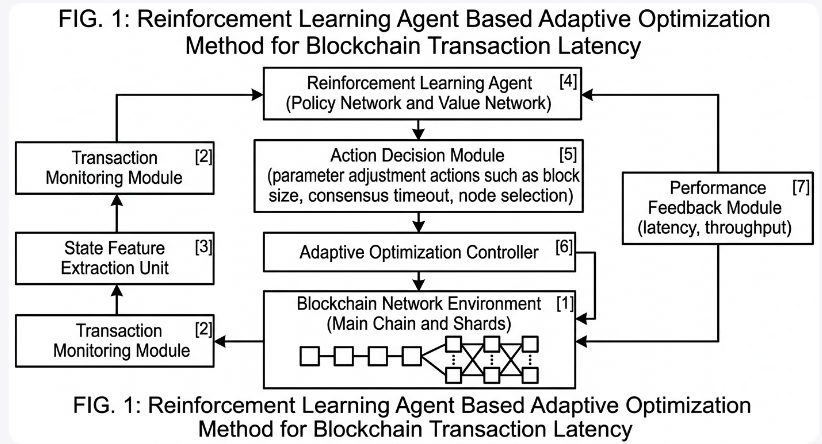 FIG. 1: Reinforcement Learning Agent Based Adaptive Optimization
Method for Blockchain Transaction Latency
Reinforcement Learning Agent [4]
(Policy Network and Value Network)
Transaction [2]
Monitoring Module
Action Decision Module [5]
(parameter adjustment actions such as block
size, consensus timeout, node selection)
Performance [7]
Feedback Module
(latency, throughput)
State Feature [3]
Extraction Unit
Adaptive Optimization Controller [6]
Transaction [2]
Monitoring Module
Blockchain Network Environment [1]
(Main Chain and Shards)
FIG. 1: Reinforcement Learning Agent Based Adaptive Optimization
Method for Blockchain Transaction Latency